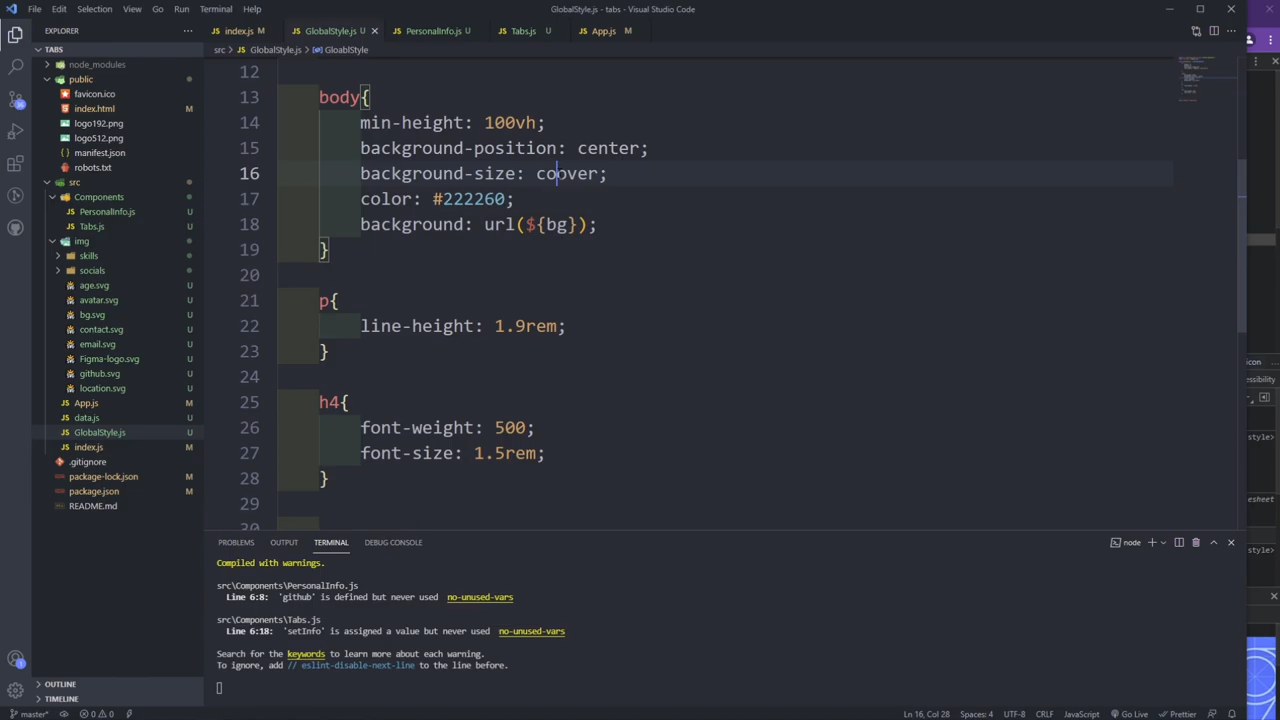 File Edit Selection View Go Run Terminal Help
GlobalStyle.js - tabs - Visual Studio Code
EXPLORER
index.js M
GlobalStyle.js U
PersonalInfo.js U
Tabs.js U
App.js M
TABS
src > GlobalStyle.js > GloablStyle
node_modules
public
favicon.ico
index.html M
logo192.png
logo512.png
manifest.json
robots.txt
src
Components
PersonalInfo.js U
Tabs.js U
img
skills
socials
age.svg U
avatar.svg U
bg.svg U
contact.svg U
email.svg U
Figma-logo.svg U
github.svg U
location.svg U
App.js M
data.js U
GlobalStyle.js U
index.js M
.gitignore
package-lock.json M
package.json M
README.md
OUTLINE
TIMELINE
12
13 body{
14 min-height: 100vh;
15 background-position: center;
16 background-size: coover;
17 color: #222260;
18 background: url(${bg});
19 }
20
21 p{
22 line-height: 1.9rem;
23 }
24
25 h4{
26 font-weight: 500;
27 font-size: 1.5rem;
28 }
29
30
PROBLEMS OUTPUT TERMINAL DEBUG CONSOLE
node
Compiled with warnings.
src\Components\PersonalInfo.js
Line 6:8: 'github' is defined but never used no-unused-vars
src\Components\Tabs.js
Line 6:18: 'setInfo' is assigned a value but never used no-unused-vars
Search for the keywords to learn more about each warning.
To ignore, add // eslint-disable-next-line to the line before.
icon
cessibility
style>
esheet
style>
master* 0 0
Ln 16, Col 28 Spaces: 4 UTF-8 CRLF JavaScript Go Live Prettier